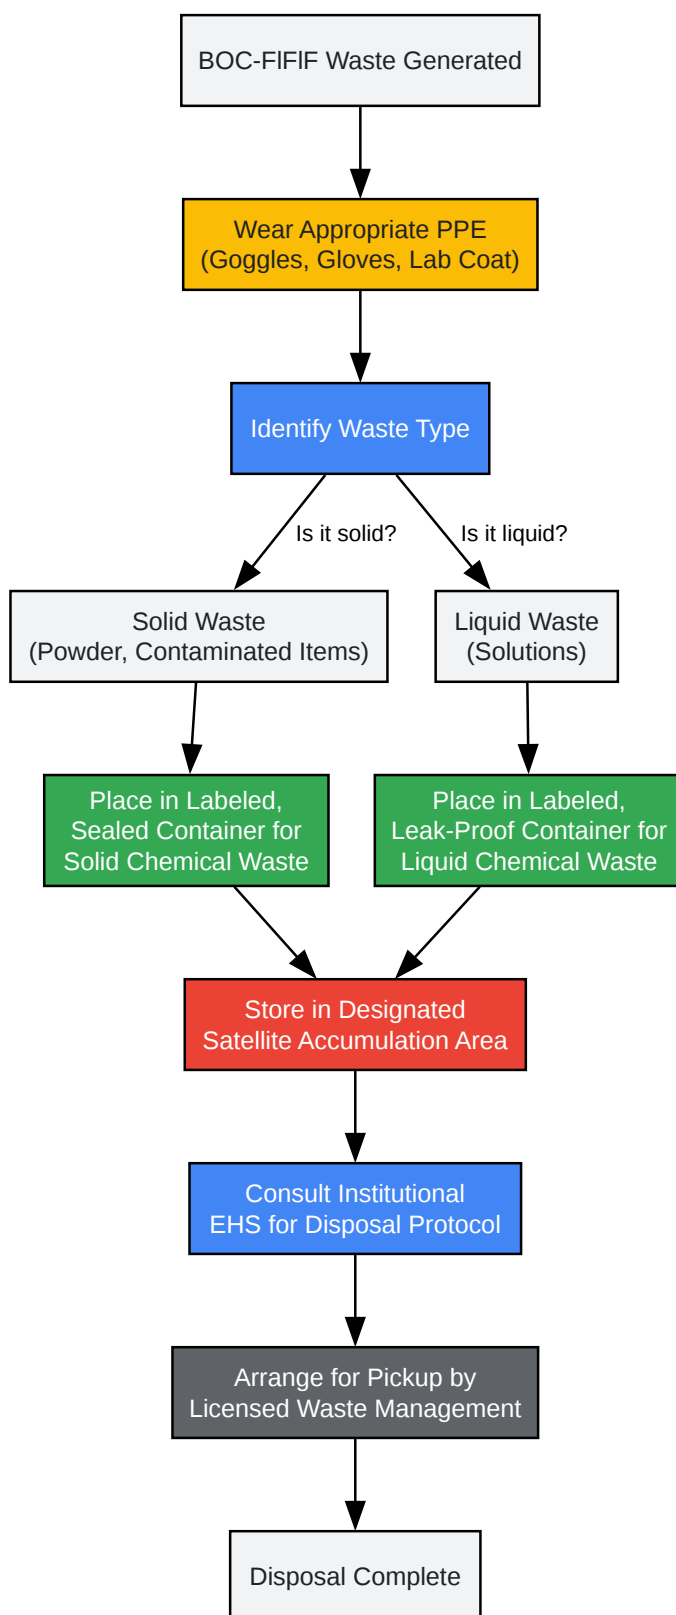 BOC-FlFlF Waste Generated
Wear Appropriate PPE
(Goggles, Gloves, Lab Coat)
Identify Waste Type
Is it solid?
Is it liquid?
Solid Waste
(Powder, Contaminated Items)
Liquid Waste
(Solutions)
Place in Labeled,
Sealed Container for
Solid Chemical Waste
Place in Labeled,
Leak-Proof Container for
Liquid Chemical Waste
Store in Designated
Satellite Accumulation Area
Consult Institutional
EHS for Disposal Protocol
Arrange for Pickup by
Licensed Waste Management
Disposal Complete